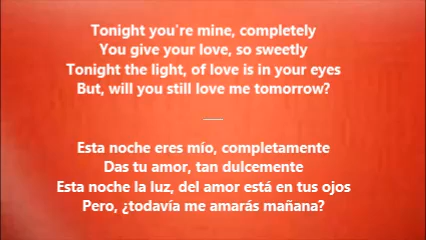 Tonight you're mine, completely
You give your love, so sweetly
Tonight the light, of love is in your eyes
But, will you still love me tomorrow?
Esta noche eres mío, completamente
Das tu amor, tan dulcemente
Esta noche la luz, del amor está en tus ojos
Pero, ¿todavía me amarás mañana?